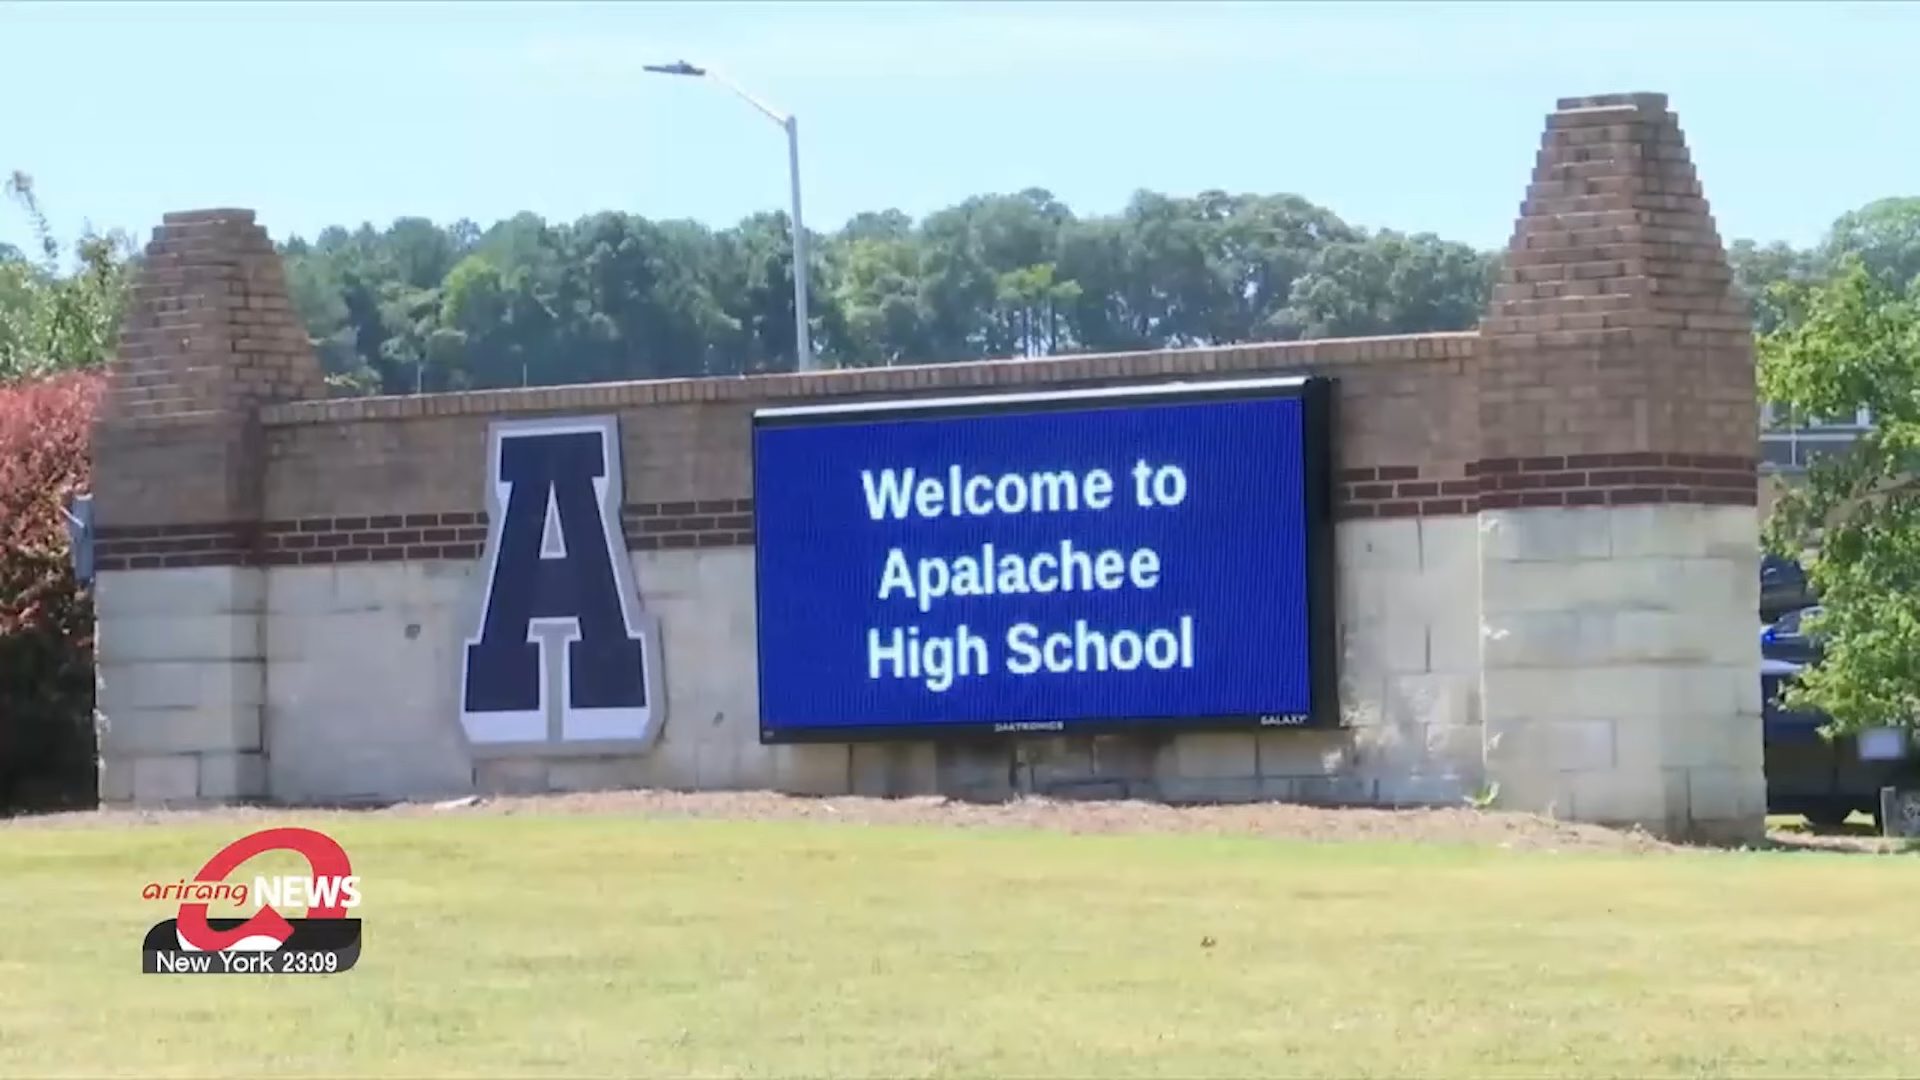 A
Welcome to
Apalachee
High School
DAKTRONICS
GALAXY
arirang NEWS
New York 23:09